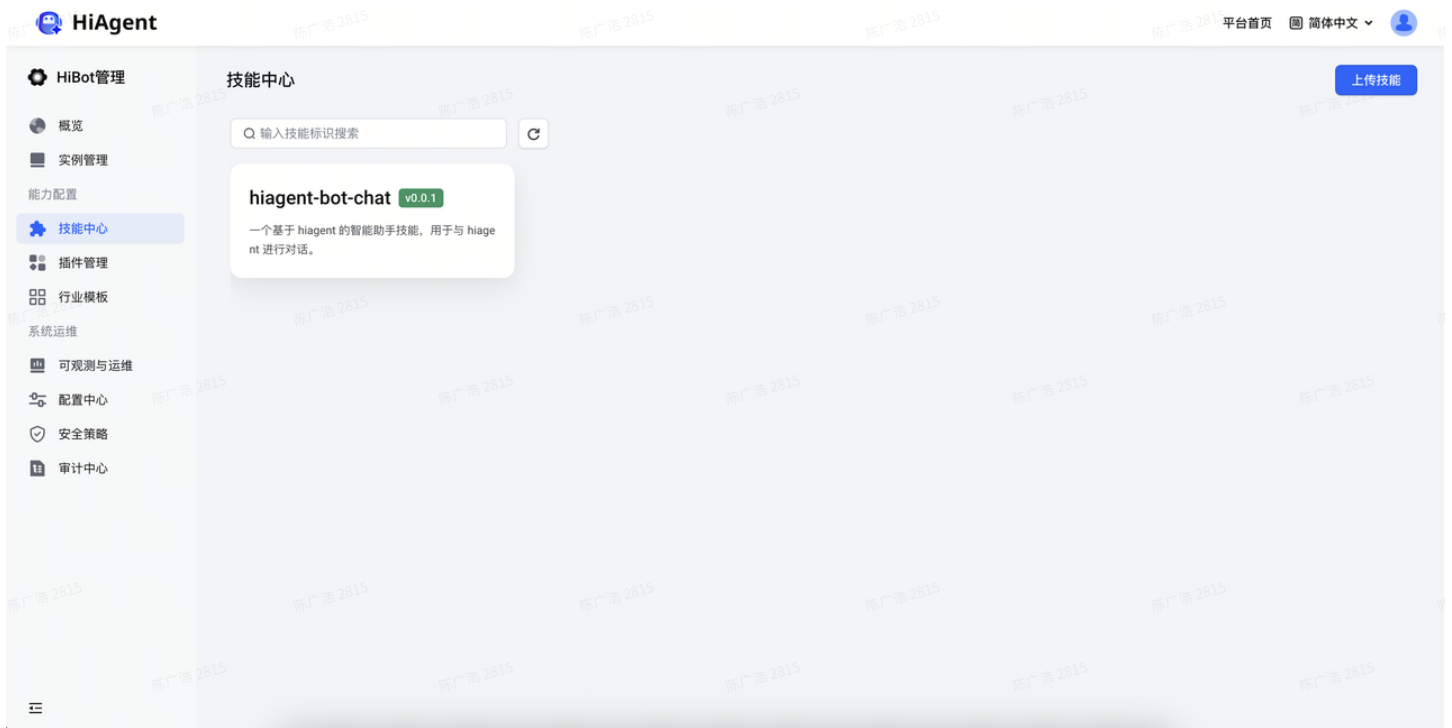 HiAgent
平台首页 简 简体中文
HiBot管理
概览
实例管理
能力配置
技能中心
插件管理
行业模板
系统运维
可观测与运维
配置中心
安全策略
审计中心
技能中心
上传技能
输入技能标识搜索
hiagent-bot-chat v0.0.1
一个基于 hiagent 的智能助手技能，用于与 hiage
nt 进行对话。
陈广浩 2815